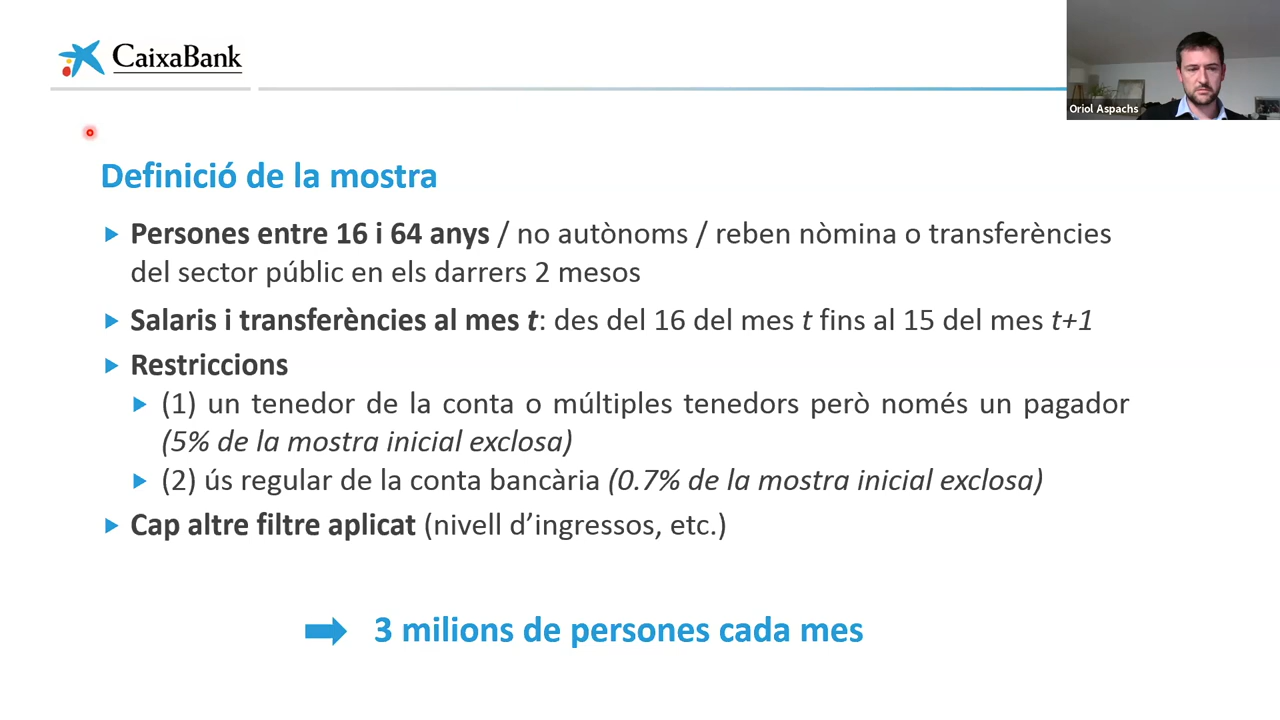 CaixaBank
Oriol Aspachs
Definició de la mostra
Persones entre 16 i 64 anys / no autònoms / reben nòmina o transferències
del sector públic en els darrers 2 mesos
Salaris i transferències al mes t: des del 16 del mes t fins al 15 del mes t+1
Restriccions
(1) un tenedor de la conta o múltiples tenedors però només un pagador
(5% de la mostra inicial exclosa)
(2) ús regular de la conta bancària (0.7% de la mostra inicial exclosa)
Cap altre filtre aplicat (nivell d’ingressos, etc.)
3 milions de persones cada mes